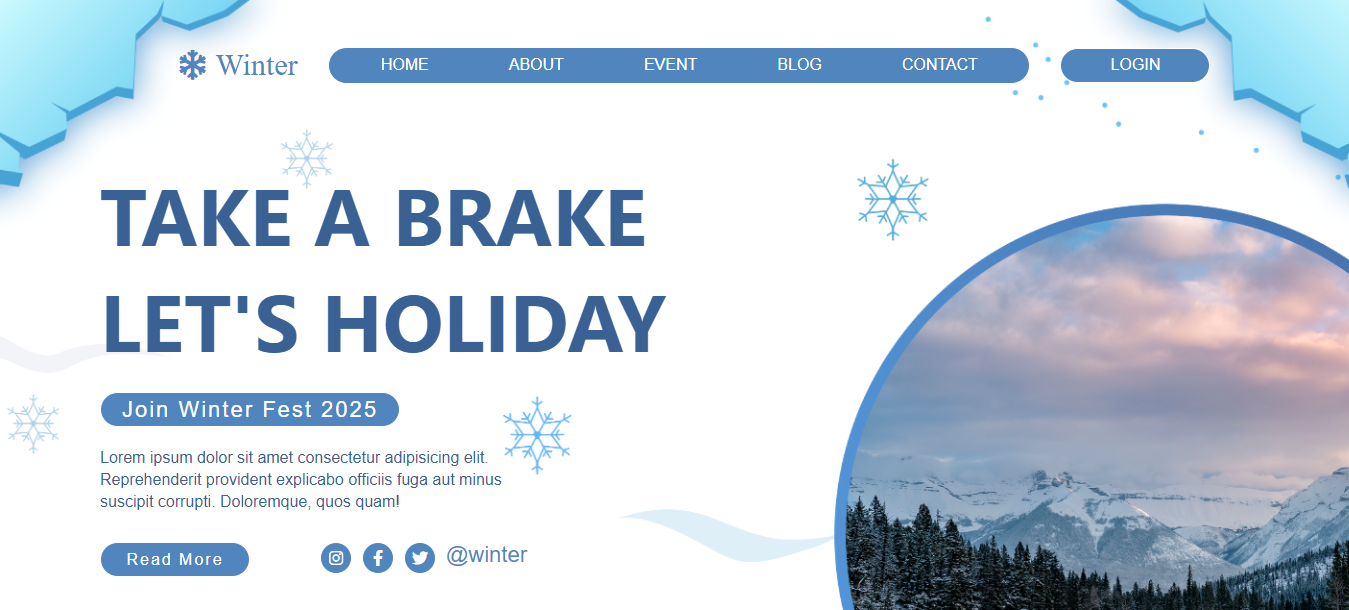 Winter
HOME ABOUT EVENT BLOG CONTACT
LOGIN
TAKE A BRAKE
LET'S HOLIDAY
Join Winter Fest 2025
Lorem ipsum dolor sit amet consectetur adipisicing elit.
Reprehenderit provident explicabo officiis fuga aut minus
suscipit corrupti. Doloremque, quos quam!
Read More
@winter